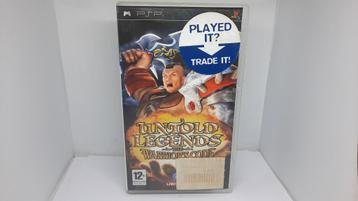 PSP
PLAYED
IT?
TRADE IT!
UNTOLD
LEGENDS
THE
WARRIOR'S CODE
12+